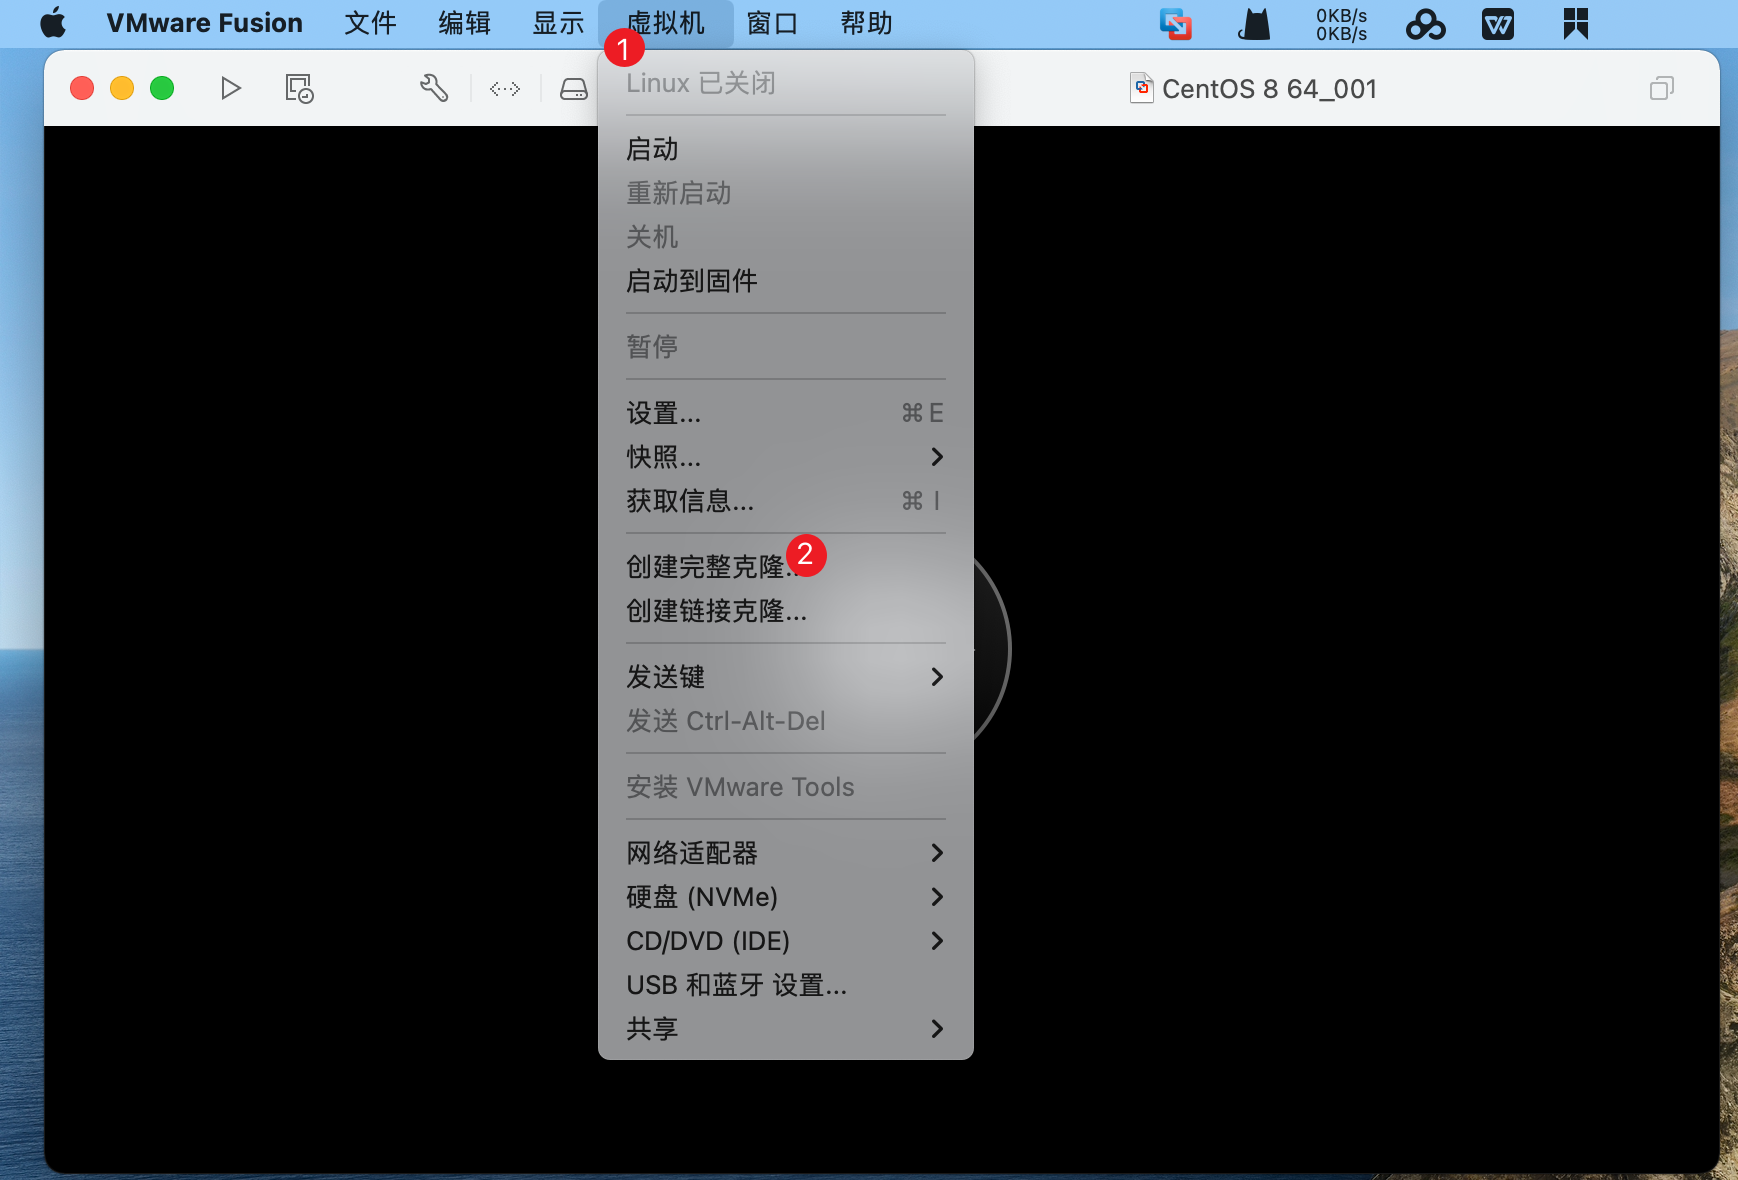 VMware Fusion 文件 编辑 显示 虚拟机 窗口 帮助 0KB/s
0KB/s
1
CentOS 8 64_001
Linux 已关闭
启动
重新启动
关机
启动到固件
暂停
设置... ⌘E
快照...
获取信息... ⌘I
创建完整克隆... 2
创建链接克隆...
发送键
发送 Ctrl-Alt-Del
安装 VMware Tools
网络适配器
硬盘 (NVMe)
CD/DVD (IDE)
USB 和蓝牙 设置...
共享